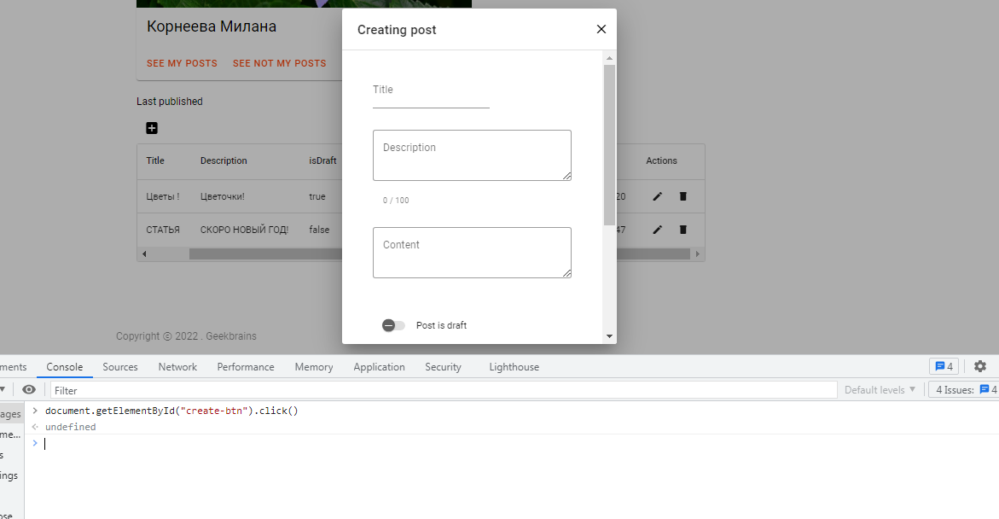 Корнеева Милана
SEE MY POSTS SEE NOT MY POSTS
Last published
Title Description isDraft Actions
Цветы ! Цветочки! true 20
СТАТЬЯ СКОРО НОВЫЙ ГОД! false 47
Copyright © 2022 . Geekbrains
Creating post
Title
Description
0 / 100
Content
Post is draft
ments Console Sources Network Performance Memory Application Security Lighthouse 4
Filter Default levels 4 Issues: 4
ages
me...
s
ings
ose
document.getElementById("create-btn").click()
undefined